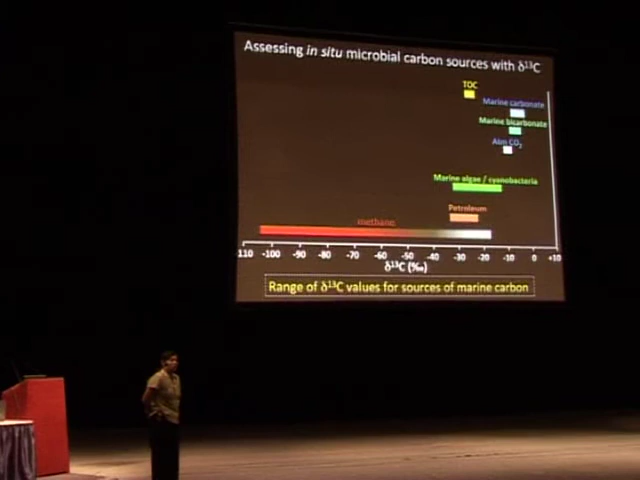 Assessing in situ microbial carbon sources with δ¹³C
TOC
Marine carbonate
Marine bicarbonate
Atm CO₂
Marine algae / cyanobacteria
Petroleum
methane
110 -100 -90 -80 -70 -60 -50 -40 -30 -20 -10 0 +10
δ¹³C (‰)
Range of δ¹³C values for sources of marine carbon